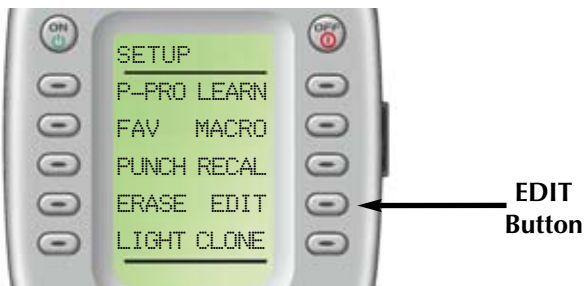 ON OFF
SETUP
P-PRO LEARN
FAV MACRO
PUNCH RECAL
ERASE EDIT
LIGHT CLONE
EDIT
Button